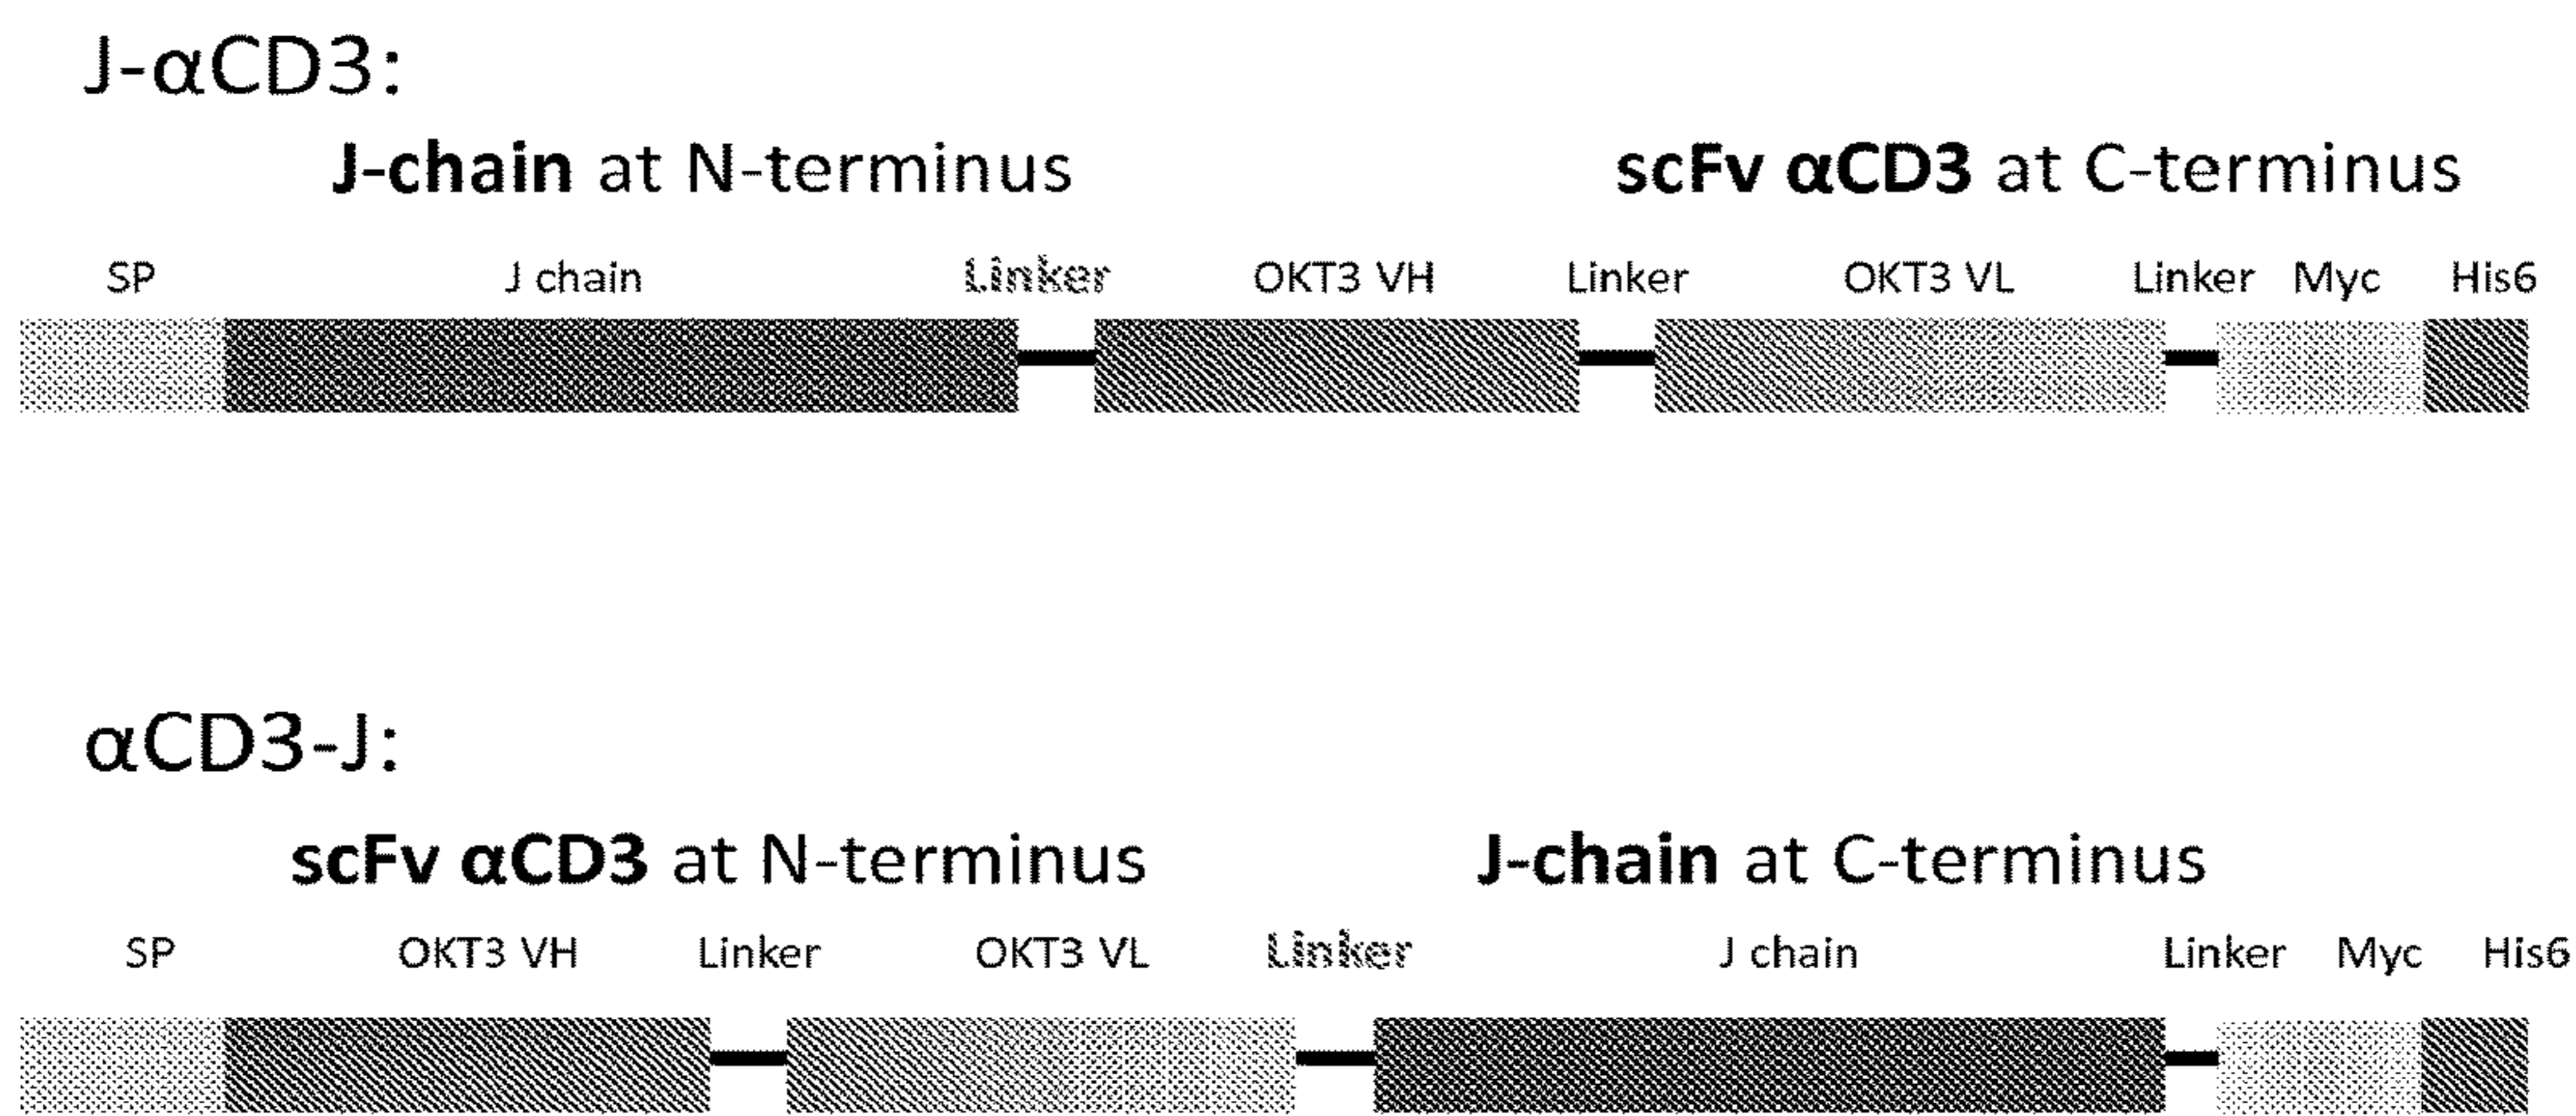 J-αCD3:
J-chain at N-terminus scFv αCD3 at C-terminus
SP J chain Linker OKT3 VH Linker OKT3 VL Linker Myc His6
αCD3-J:
scFv αCD3 at N-terminus J-chain at C-terminus
SP OKT3 VH Linker OKT3 VL Linker J chain Linker Myc His6